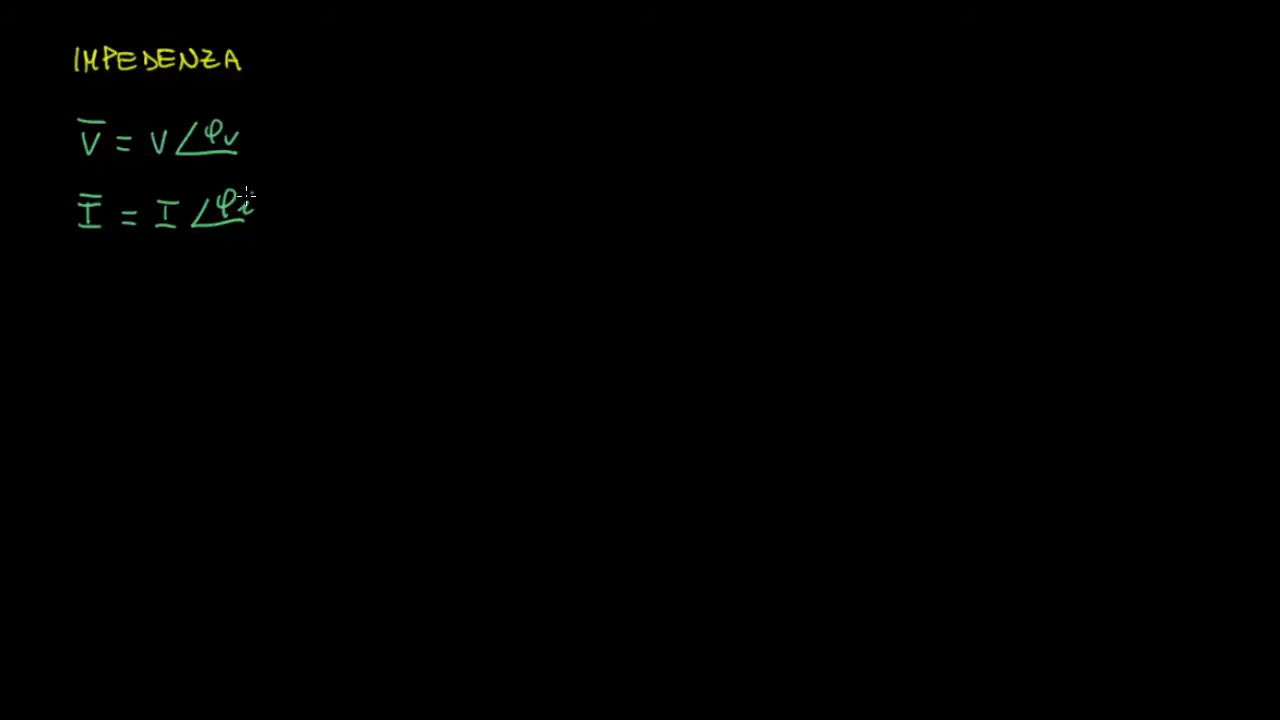 IMPEDENZA
V̅ = V∠φv
I̅ = I∠φi